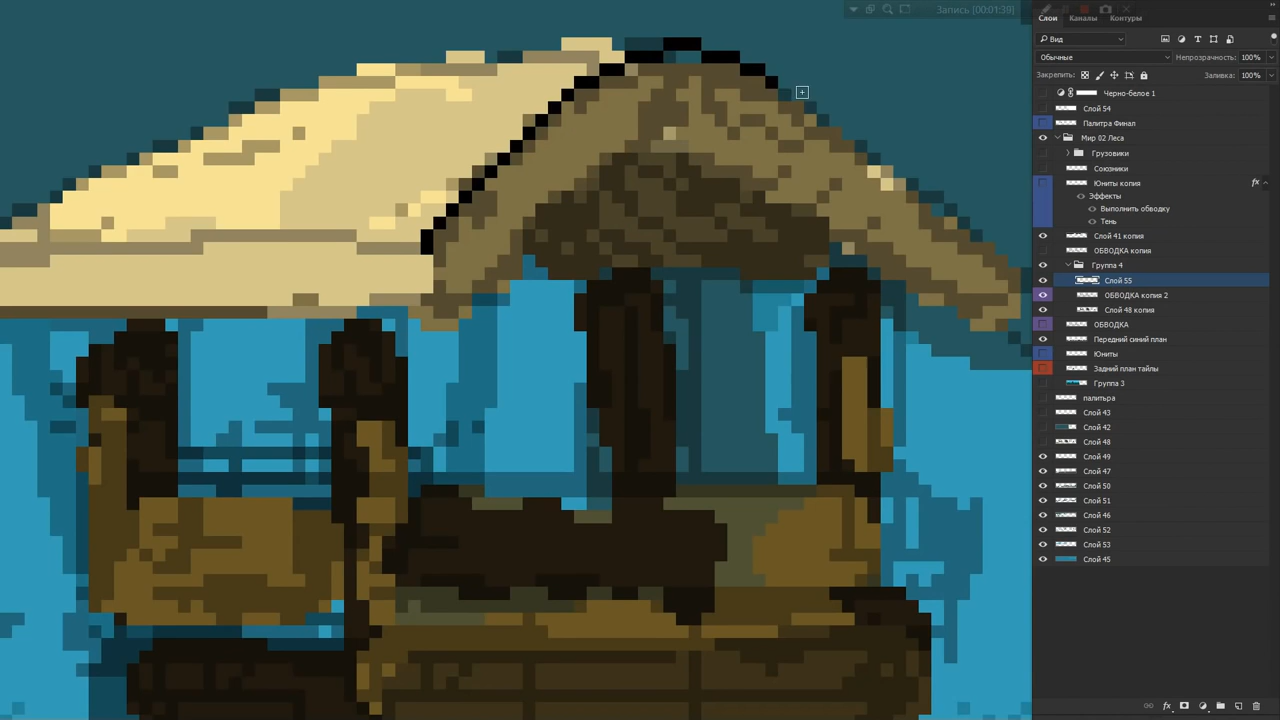 Запись [00:01:39]
Слои Каналы Контуры
Вид
Обычные Непрозрачность: 100%
Закрепить: Заливка: 100%
Черно-белое 1
Слой 54
Палитра Финал
Мир 02 Леса
Грузовики
Союзники
Юниты копия fx
Эффекты
Выполнить обводку
Тень
Слой 41 копия
ОБВОДКА копия
Группа 4
Слой 55
ОБВОДКА копия 2
Слой 48 копия
ОБВОДКА
Передний синий план
Юниты
Задний план тайлы
Группа 3
палитьра
Слой 43
Слой 42
Слой 48
Слой 49
Слой 47
Слой 50
Слой 51
Слой 46
Слой 52
Слой 53
Слой 45
fx